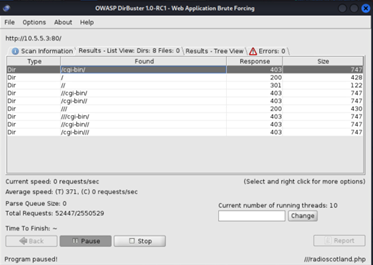 OWASP DirBuster 1.0-RC1 - Web Application Brute Forcing
File Options About Help
http://10.5.5.3:80/
Scan Information Results - List View: Dirs: 8 Files: 0 Results - Tree View Errors: 0
Type Found Response Size
Dir /cgi-bin/ 403 747
Dir / 200 428
Dir // 301 122
Dir //cgi-bin/ 403 747
Dir /cgi-bin// 403 747
Dir /// 200 430
Dir ///cgi-bin/ 403 747
Dir //cgi-bin// 403 747
Dir /cgi-bin/// 403 747
Current speed: 0 requests/sec (Select and right click for more options)
Average speed: (T) 371, (C) 0 requests/sec
Parse Queue Size: 0
Total Requests: 52447/2550529
Current number of running threads: 10
Change
Time To Finish: ~
Back Pause Stop Report
Program paused! ///radioscotland.php